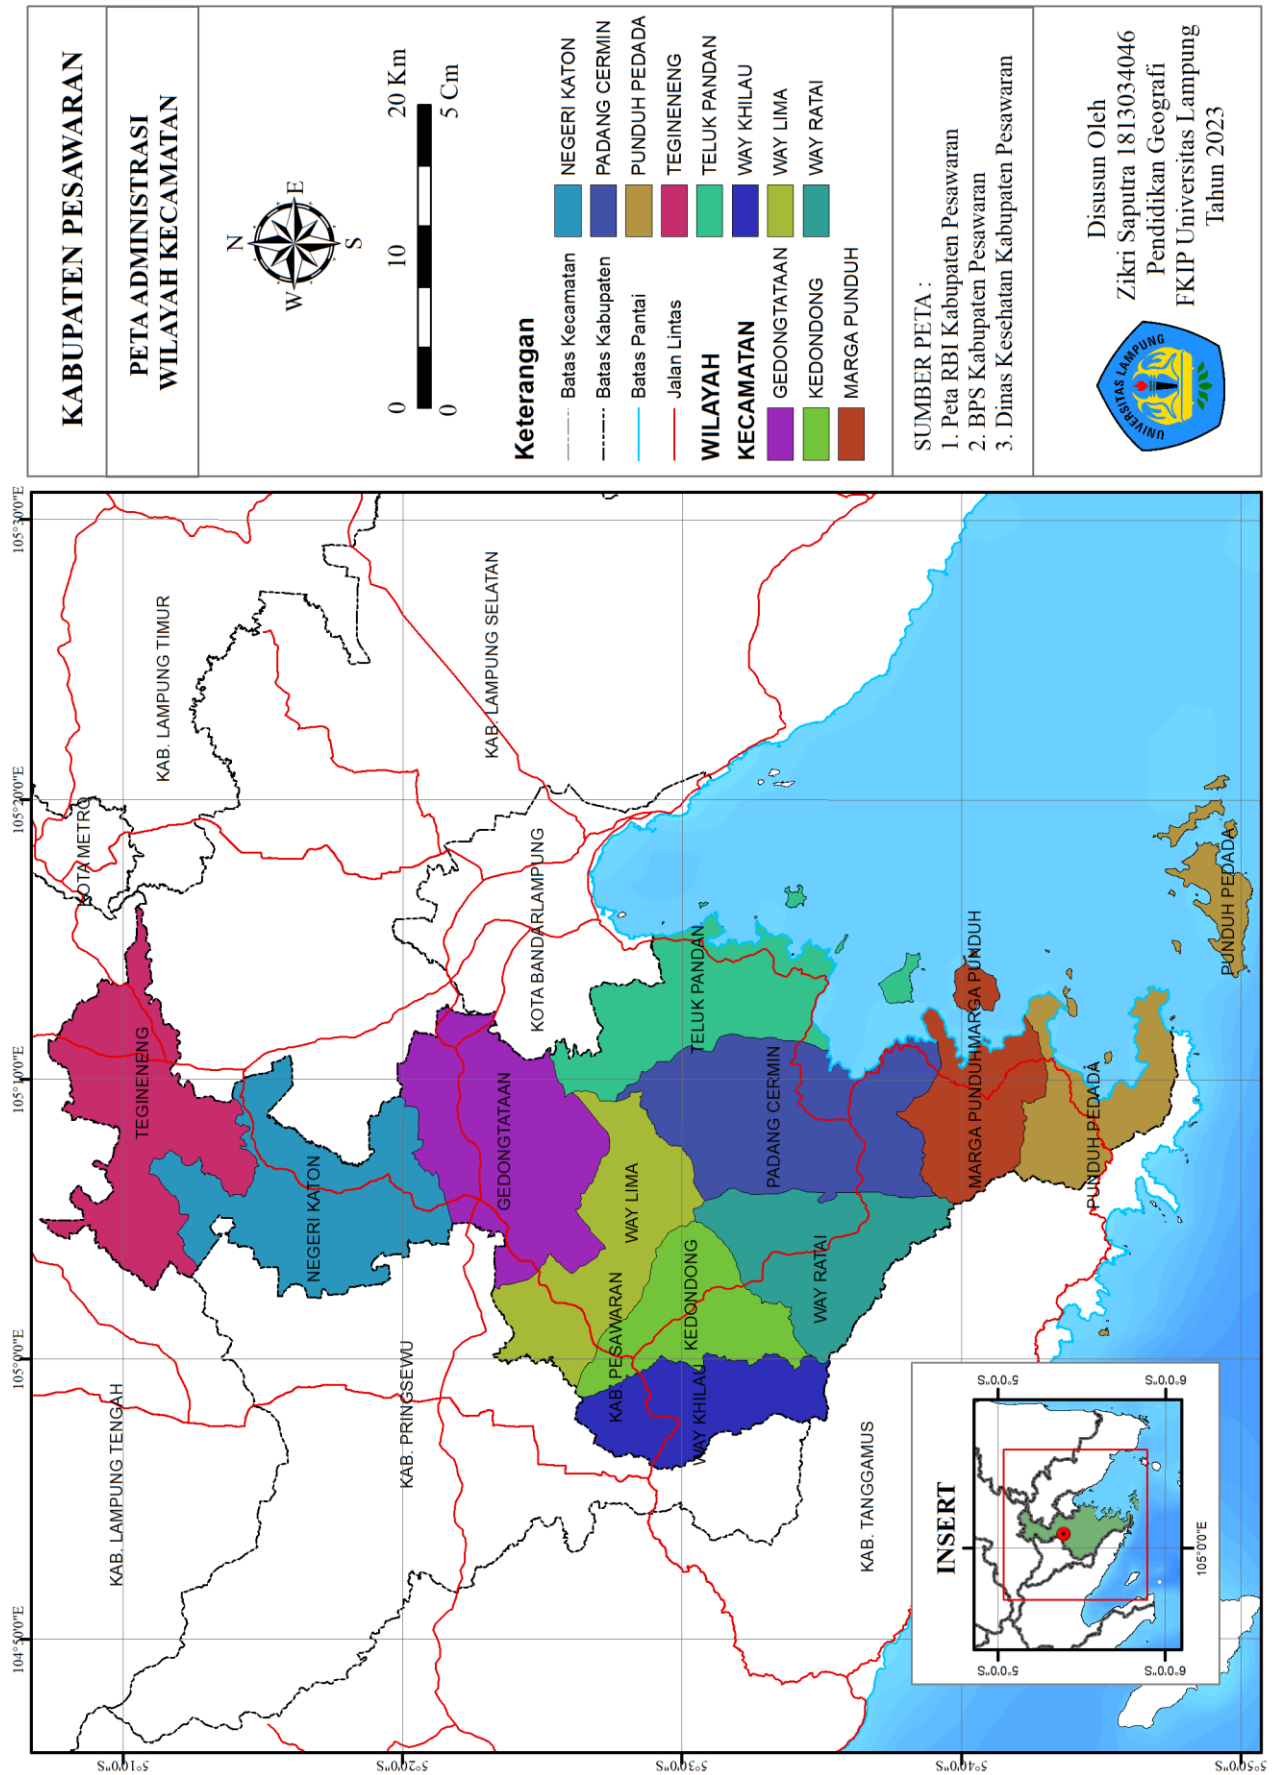 KABUPATEN PESAWARAN
PETA ADMINISTRASI
WILAYAH KECAMATAN
N
W
E
S
0 10 20 Km
0 5 Cm
Keterangan
Batas Kecamatan
Batas Kabupaten
Batas Pantai
Jalan Lintas
WILAYAH
KECAMATAN
GEDONGTATAAN
KEDONDONG
MARGA PUNDUH
NEGERI KATON
PADANG CERMIN
PUNDUH PEDADA
TEGINENENG
TELUK PANDAN
WAY KHILAU
WAY LIMA
WAY RATAI
SUMBER PETA :
1. Peta RBI Kabupaten Pesawaran
2. BPS Kabupaten Pesawaran
3. Dinas Kesehatan Kabupaten Pesawaran
UNIVERSITAS LAMPUNG
Disusun Oleh
Zikri Saputra 1813034046
Pendidikan Geografi
FKIP Universitas Lampung
Tahun 2023
104°50'0"E
105°0'0"E
105°10'0"E
105°20'0"E
105°30'0"E
5°10'0"S
5°20'0"S
5°30'0"S
5°40'0"S
5°50'0"S
KAB. LAMPUNG TENGAH
KOTA METRO
KAB. LAMPUNG TIMUR
TEGINENENG
NEGERI KATON
KAB. PRINGSEWU
GEDONGTATAAN
KOTA BANDARLAMPUNG
KAB. LAMPUNG SELATAN
WAY LIMA
KAB. PESAWARAN
KEDONDONG
WAY KHILAU
TELUK PANDAN
PADANG CERMIN
WAY RATAI
KAB. TANGGAMUS
MARGA PUNDUH
MARGA PUNDUH
PUNDUH PEDADA
PUNDUH PEDADA
INSERT
5°0'0"S
6°0'0"S
5°0'0"S
6°0'0"S
105°0'0"E